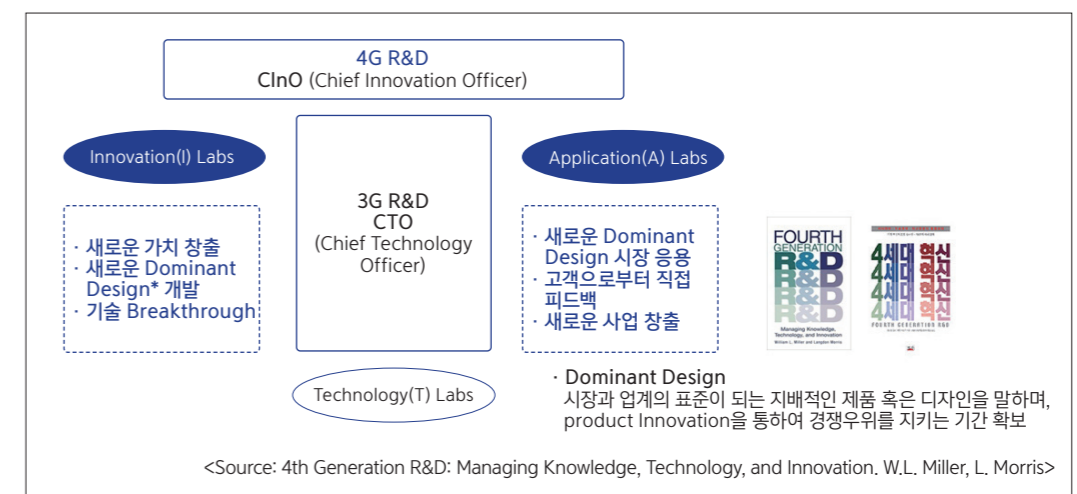 4G R&D
CInO (Chief Innovation Officer)
Innovation(I) Labs
· 새로운 가치 창출
· 새로운 Dominant
Design* 개발
· 기술 Breakthrough
3G R&D
CTO
(Chief Technology
Officer)
Technology(T) Labs
Application(A) Labs
· 새로운 Dominant
Design 시장 응용
· 고객으로부터 직접
피드백
· 새로운 사업 창출
FOURTH
GENERATION
R&D
R&D
R&D
R&D
Managing Knowledge,
Technology, and Innovation
William L. Miller and Langdon Morris
4세대 혁신
4세대 혁신
4세대 혁신
4세대 혁신
FOURTH GENERATION R&D
· Dominant Design
시장과 업계의 표준이 되는 지배적인 제품 혹은 디자인을 말하며,
product Innovation을 통하여 경쟁우위를 지키는 기간 확보
<Source: 4th Generation R&D: Managing Knowledge, Technology, and Innovation. W.L. Miller, L. Morris>